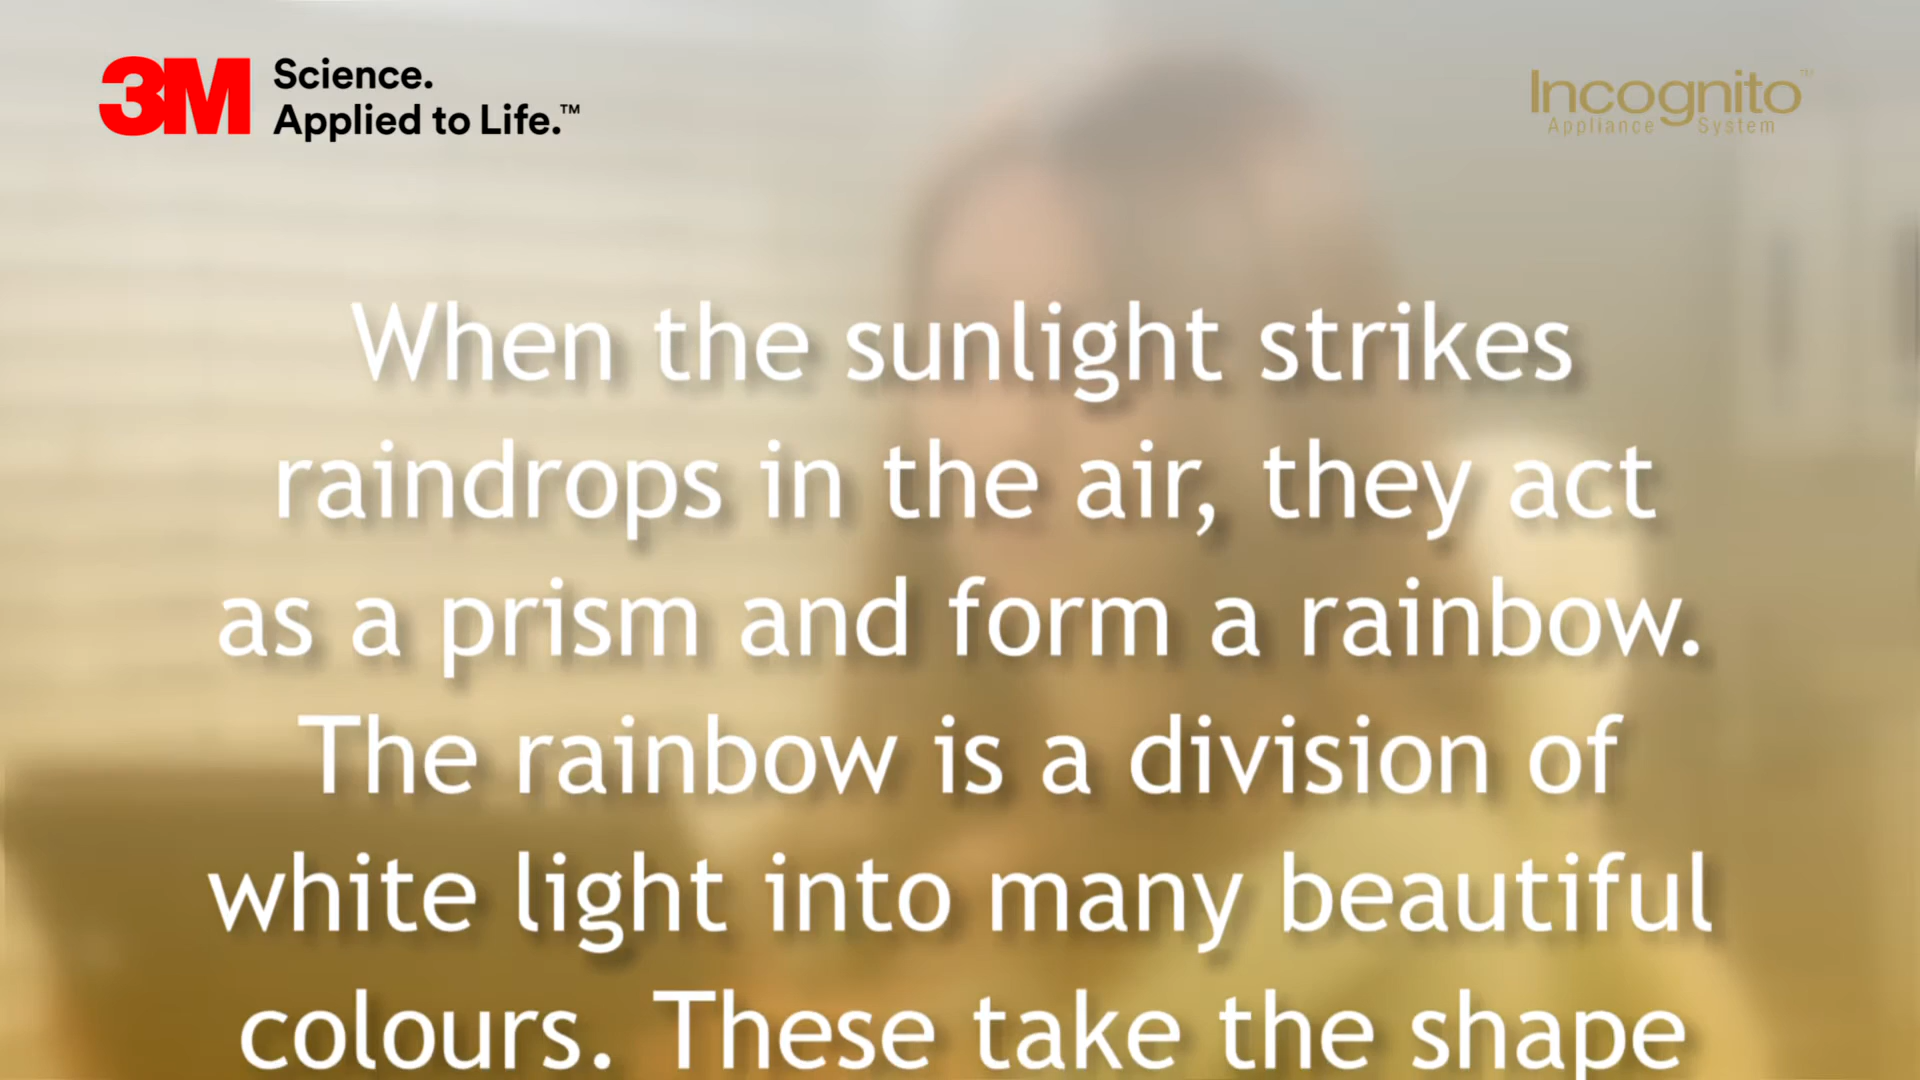 3M Science.
Applied to Life.™
Incognito™
Appliance System
When the sunlight strikes
raindrops in the air, they act
as a prism and form a rainbow.
The rainbow is a division of
white light into many beautiful
colours. These take the shape